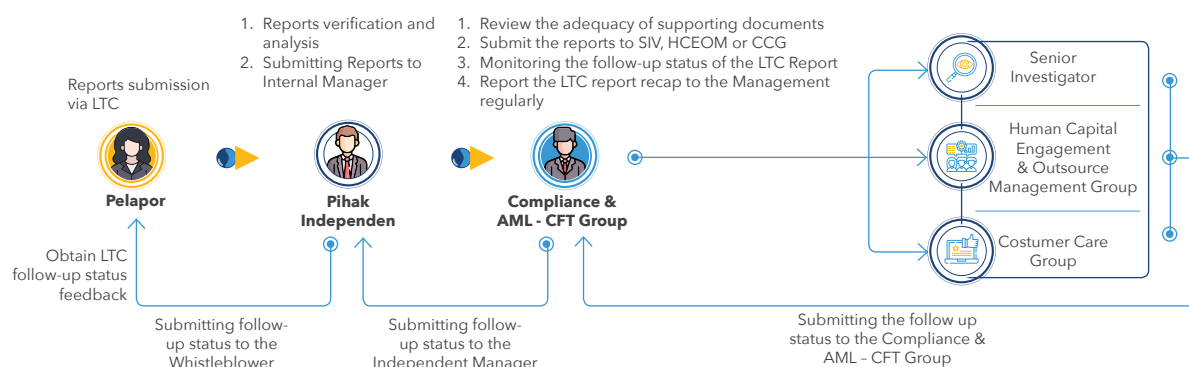 Reports submission
via LTC
Pelapor
1. Reports verification and
analysis
2. Submitting Reports to
Internal Manager
Pihak
Independen
1. Review the adequacy of supporting documents
2. Submit the reports to SIV, HCEOM or CCG
3. Monitoring the follow-up status of the LTC Report
4. Report the LTC report recap to the Management
regularly
Compliance &
AML - CFT Group
Senior
Investigator
Human Capital
Engagement
& Outsource
Management Group
Costumer Care
Group
Obtain LTC
follow-up status
feedback
Submitting follow-
up status to the
Whistleblower
Submitting follow-
up status to the
Independent Manager
Submitting the follow up
status to the Compliance &
AML – CFT Group